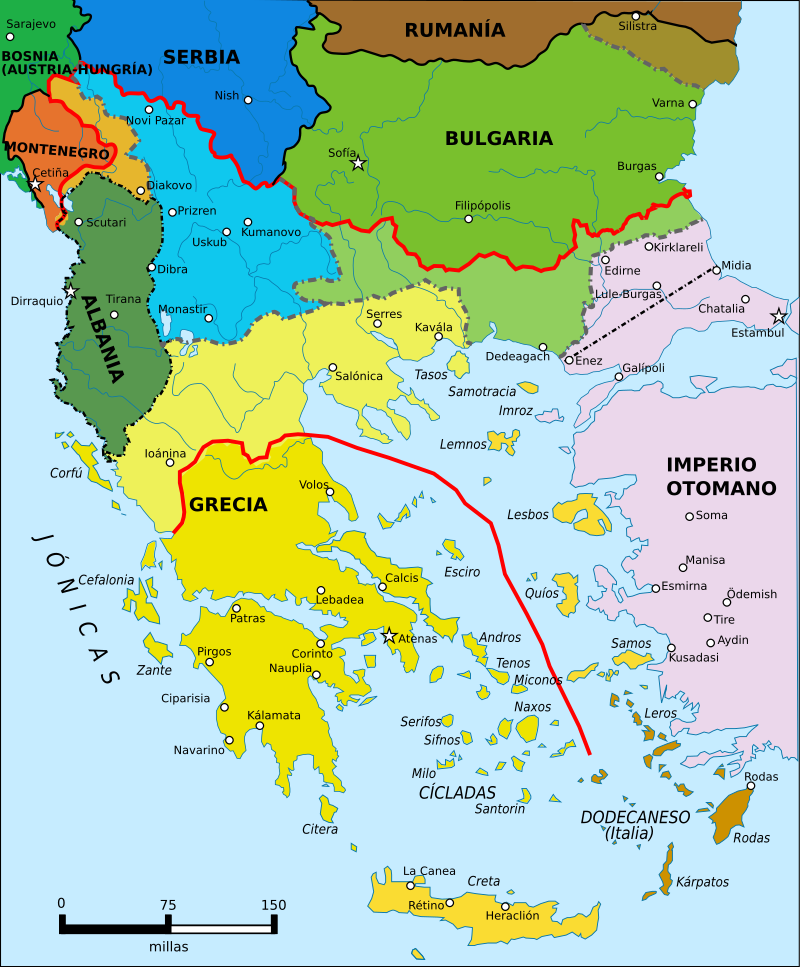 Sarajevo
BOSNIA
(AUSTRIA-HUNGRÍA)
SERBIA
RUMANÍA
Silistra
Nish
Novi Pazar
Varna
MONTENEGRO
Sofía
BULGARIA
Cetiña
Diakovo
Burgas
Scutari
Prizren
Filipópolis
Uskub
Kumanovo
Kirklareli
Edirne
Midia
Dibra
Dirraquio
Tirana
Lule-Burgas
Chatalia
ALBANIA
Monastir
Serres
Kavála
Estambul
Dedeagach
Enez
Galípoli
Salónica
Tasos
Samotracia
Imroz
Ioánina
Lemnos
Corfú
IMPERIO
OTOMANO
GRECIA
Volos
Lesbos
Soma
JÓNICAS
Manisa
Esciro
Cefalonia
Calcis
Quíos
Esmirna
Ödemish
Lebadea
Patras
Tire
Atenas
Andros
Aydin
Pirgos
Corinto
Samos
Kusadasi
Zante
Nauplia
Tenos
Miconos
Ciparisia
Naxos
Leros
Kálamata
Serifos
Sifnos
Navarino
Milo
Rodas
CÍCLADAS
Santorin
DODECANESO
(Italia)
Citera
Rodas
La Canea
Creta
Kárpatos
Rétino
Heraclión
0 75 150
millas